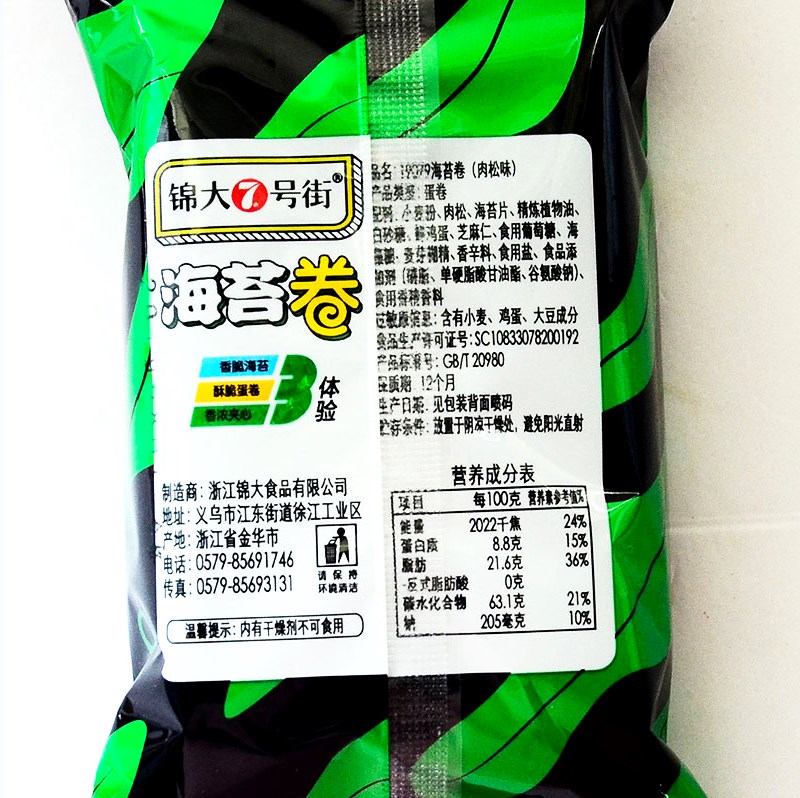 锦大7号街®
海苔卷
香脆海苔
酥脆蛋卷
香浓夹心
3
体验
制造商：浙江锦大食品有限公司
地址：义乌市江东街道徐江工业区
产地：浙江省金华市
电话：0579-85691746
传真：0579-85693131
请保持
环境清洁
温馨提示：内有干燥剂不可食用
品名：19079海苔卷（肉松味）
产品类型：蛋卷
配料：小麦粉、肉松、海苔片、精炼植物油、
白砂糖、鲜鸡蛋、芝麻仁、食用葡萄糖、海
藻糖、麦芽糊精、香辛料、食用盐、食品添
加剂（磷脂、单硬脂酸甘油酯、谷氨酸钠）、
食用香精香料
过敏原信息：含有小麦、鸡蛋、大豆成分
食品生产许可证号：SC10833078200192
产品标准号：GB/T 20980
保质期：12个月
生产日期：见包装背面喷码
贮存条件：放置于阴凉干燥处，避免阳光直射
营养成分表
项目 每100克 营养素参考值%
能量 2022千焦 24%
蛋白质 8.8克 15%
脂肪 21.6克 36%
-反式脂肪酸 0克
碳水化合物 63.1克 21%
钠 205毫克 10%